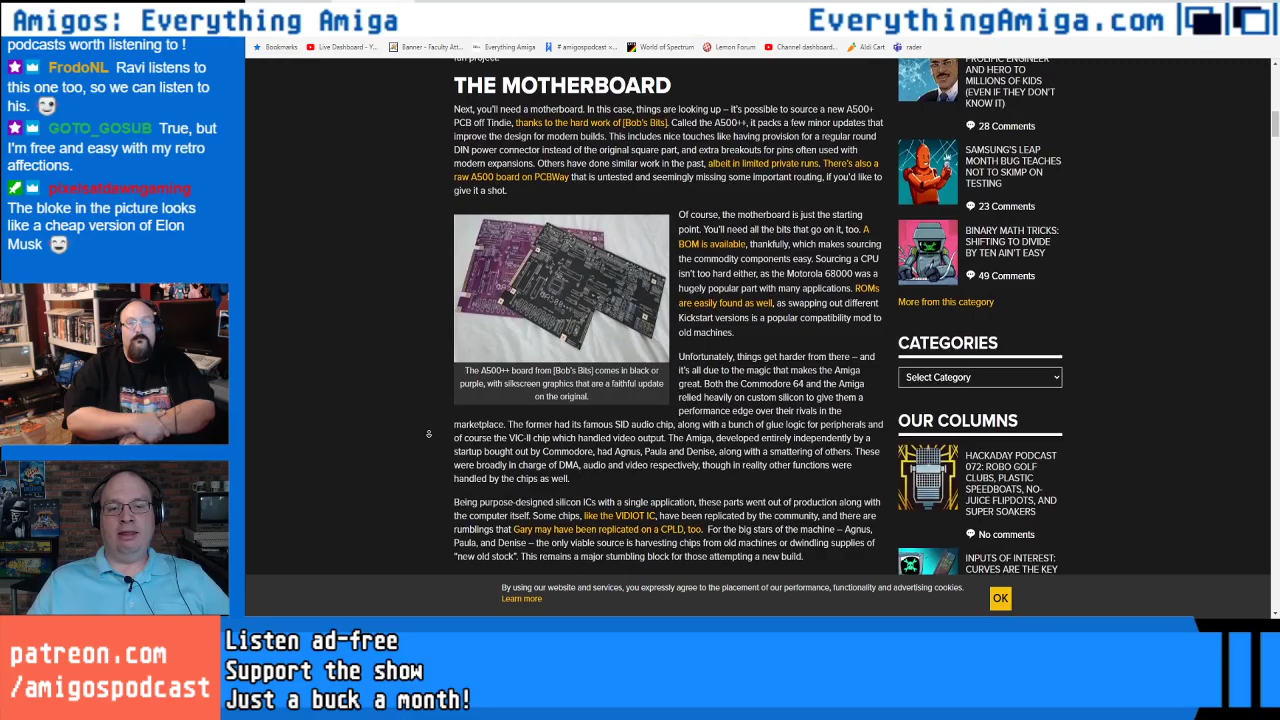 Amigos: Everything Amiga
EverythingAmiga.com
podcasts worth listening to !
FrodoNL Ravi listens to
this one too, so we can listen to
his.
GOTO_GOSUB True, but
I'm free and easy with my retro
affections.
pixelsatdawngaming
The bloke in the picture looks
like a cheap version of Elon
Musk
Bookmarks
Live Dashboard - Y...
Banner - Faculty Att...
Everything Amiga
# amigospodcast ×...
World of Spectrum
Lemon Forum
Channel dashboard...
Aldi Cart
rader
fun project.
THE MOTHERBOARD
Next, you'll need a motherboard. In this case, things are looking up – it's possible to source a new A500+
PCB off Tindie, thanks to the hard work of [Bob's Bits]. Called the A500++, it packs a few minor updates that
improve the design for modern builds. This includes nice touches like having provision for a regular round
DIN power connector instead of the original square part, and extra breakouts for pins often used with
modern expansions. Others have done similar work in the past, albeit in limited private runs. There's also a
raw A500 board on PCBWay that is untested and seemingly missing some important routing, if you'd like to
give it a shot.
The A500++ board from [Bob's Bits] comes in black or
purple, with silkscreen graphics that are a faithful update
on the original.
Of course, the motherboard is just the starting
point. You'll need all the bits that go on it, too. A
BOM is available, thankfully, which makes sourcing
the commodity components easy. Sourcing a CPU
isn't too hard either, as the Motorola 68000 was a
hugely popular part with many applications. ROMs
are easily found as well, as swapping out different
Kickstart versions is a popular compatibility mod to
old machines.
Unfortunately, things get harder from there – and
it's all due to the magic that makes the Amiga
great. Both the Commodore 64 and the Amiga
relied heavily on custom silicon to give them a
performance edge over their rivals in the
marketplace. The former had its famous SID audio chip, along with a bunch of glue logic for peripherals and
of course the VIC-II chip which handled video output. The Amiga, developed entirely independently by a
startup bought out by Commodore, had Agnus, Paula and Denise, along with a smattering of others. These
were broadly in charge of DMA, audio and video respectively, though in reality other functions were
handled by the chips as well.
Being purpose-designed silicon ICs with a single application, these parts went out of production along with
the computer itself. Some chips, like the VIDIOT IC, have been replicated by the community, and there are
rumblings that Gary may have been replicated on a CPLD, too. For the big stars of the machine – Agnus,
Paula, and Denise – the only viable source is harvesting chips from old machines or dwindling supplies of
"new old stock". This remains a major stumbling block for those attempting a new build.
PROLIFIC ENGINEER
AND HERO TO
MILLIONS OF KIDS
(EVEN IF THEY DON'T
KNOW IT)
28 Comments
SAMSUNG'S LEAP
MONTH BUG TEACHES
NOT TO SKIMP ON
TESTING
23 Comments
BINARY MATH TRICKS:
SHIFTING TO DIVIDE
BY TEN AIN'T EASY
49 Comments
More from this category
CATEGORIES
Select Category
OUR COLUMNS
HACKADAY PODCAST
072: ROBO GOLF
CLUBS, PLASTIC
SPEEDBOATS, NO-
JUICE FLIPDOTS, AND
SUPER SOAKERS
No comments
INPUTS OF INTEREST:
CURVES ARE THE KEY
By using our website and services, you expressly agree to the placement of our performance, functionality and advertising cookies.
Learn more
OK
patreon.com
/amigospodcast
Listen ad-free
Support the show
Just a buck a month!